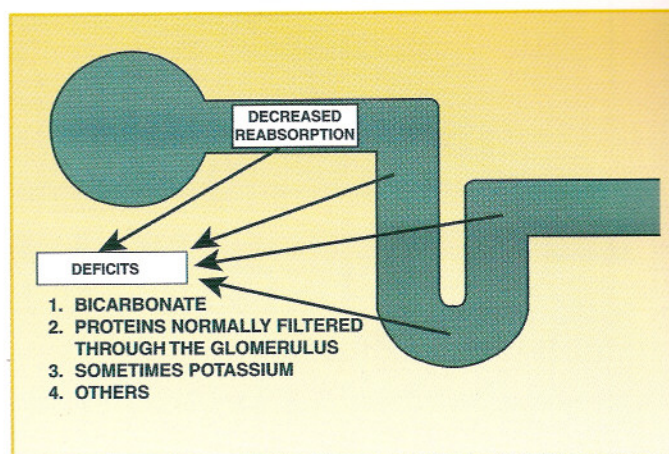 DECREASED
REABSORPTION
DEFICITS
1. BICARBONATE
2. PROTEINS NORMALLY FILTERED
THROUGH THE GLOMERULUS
3. SOMETIMES POTASSIUM
4. OTHERS